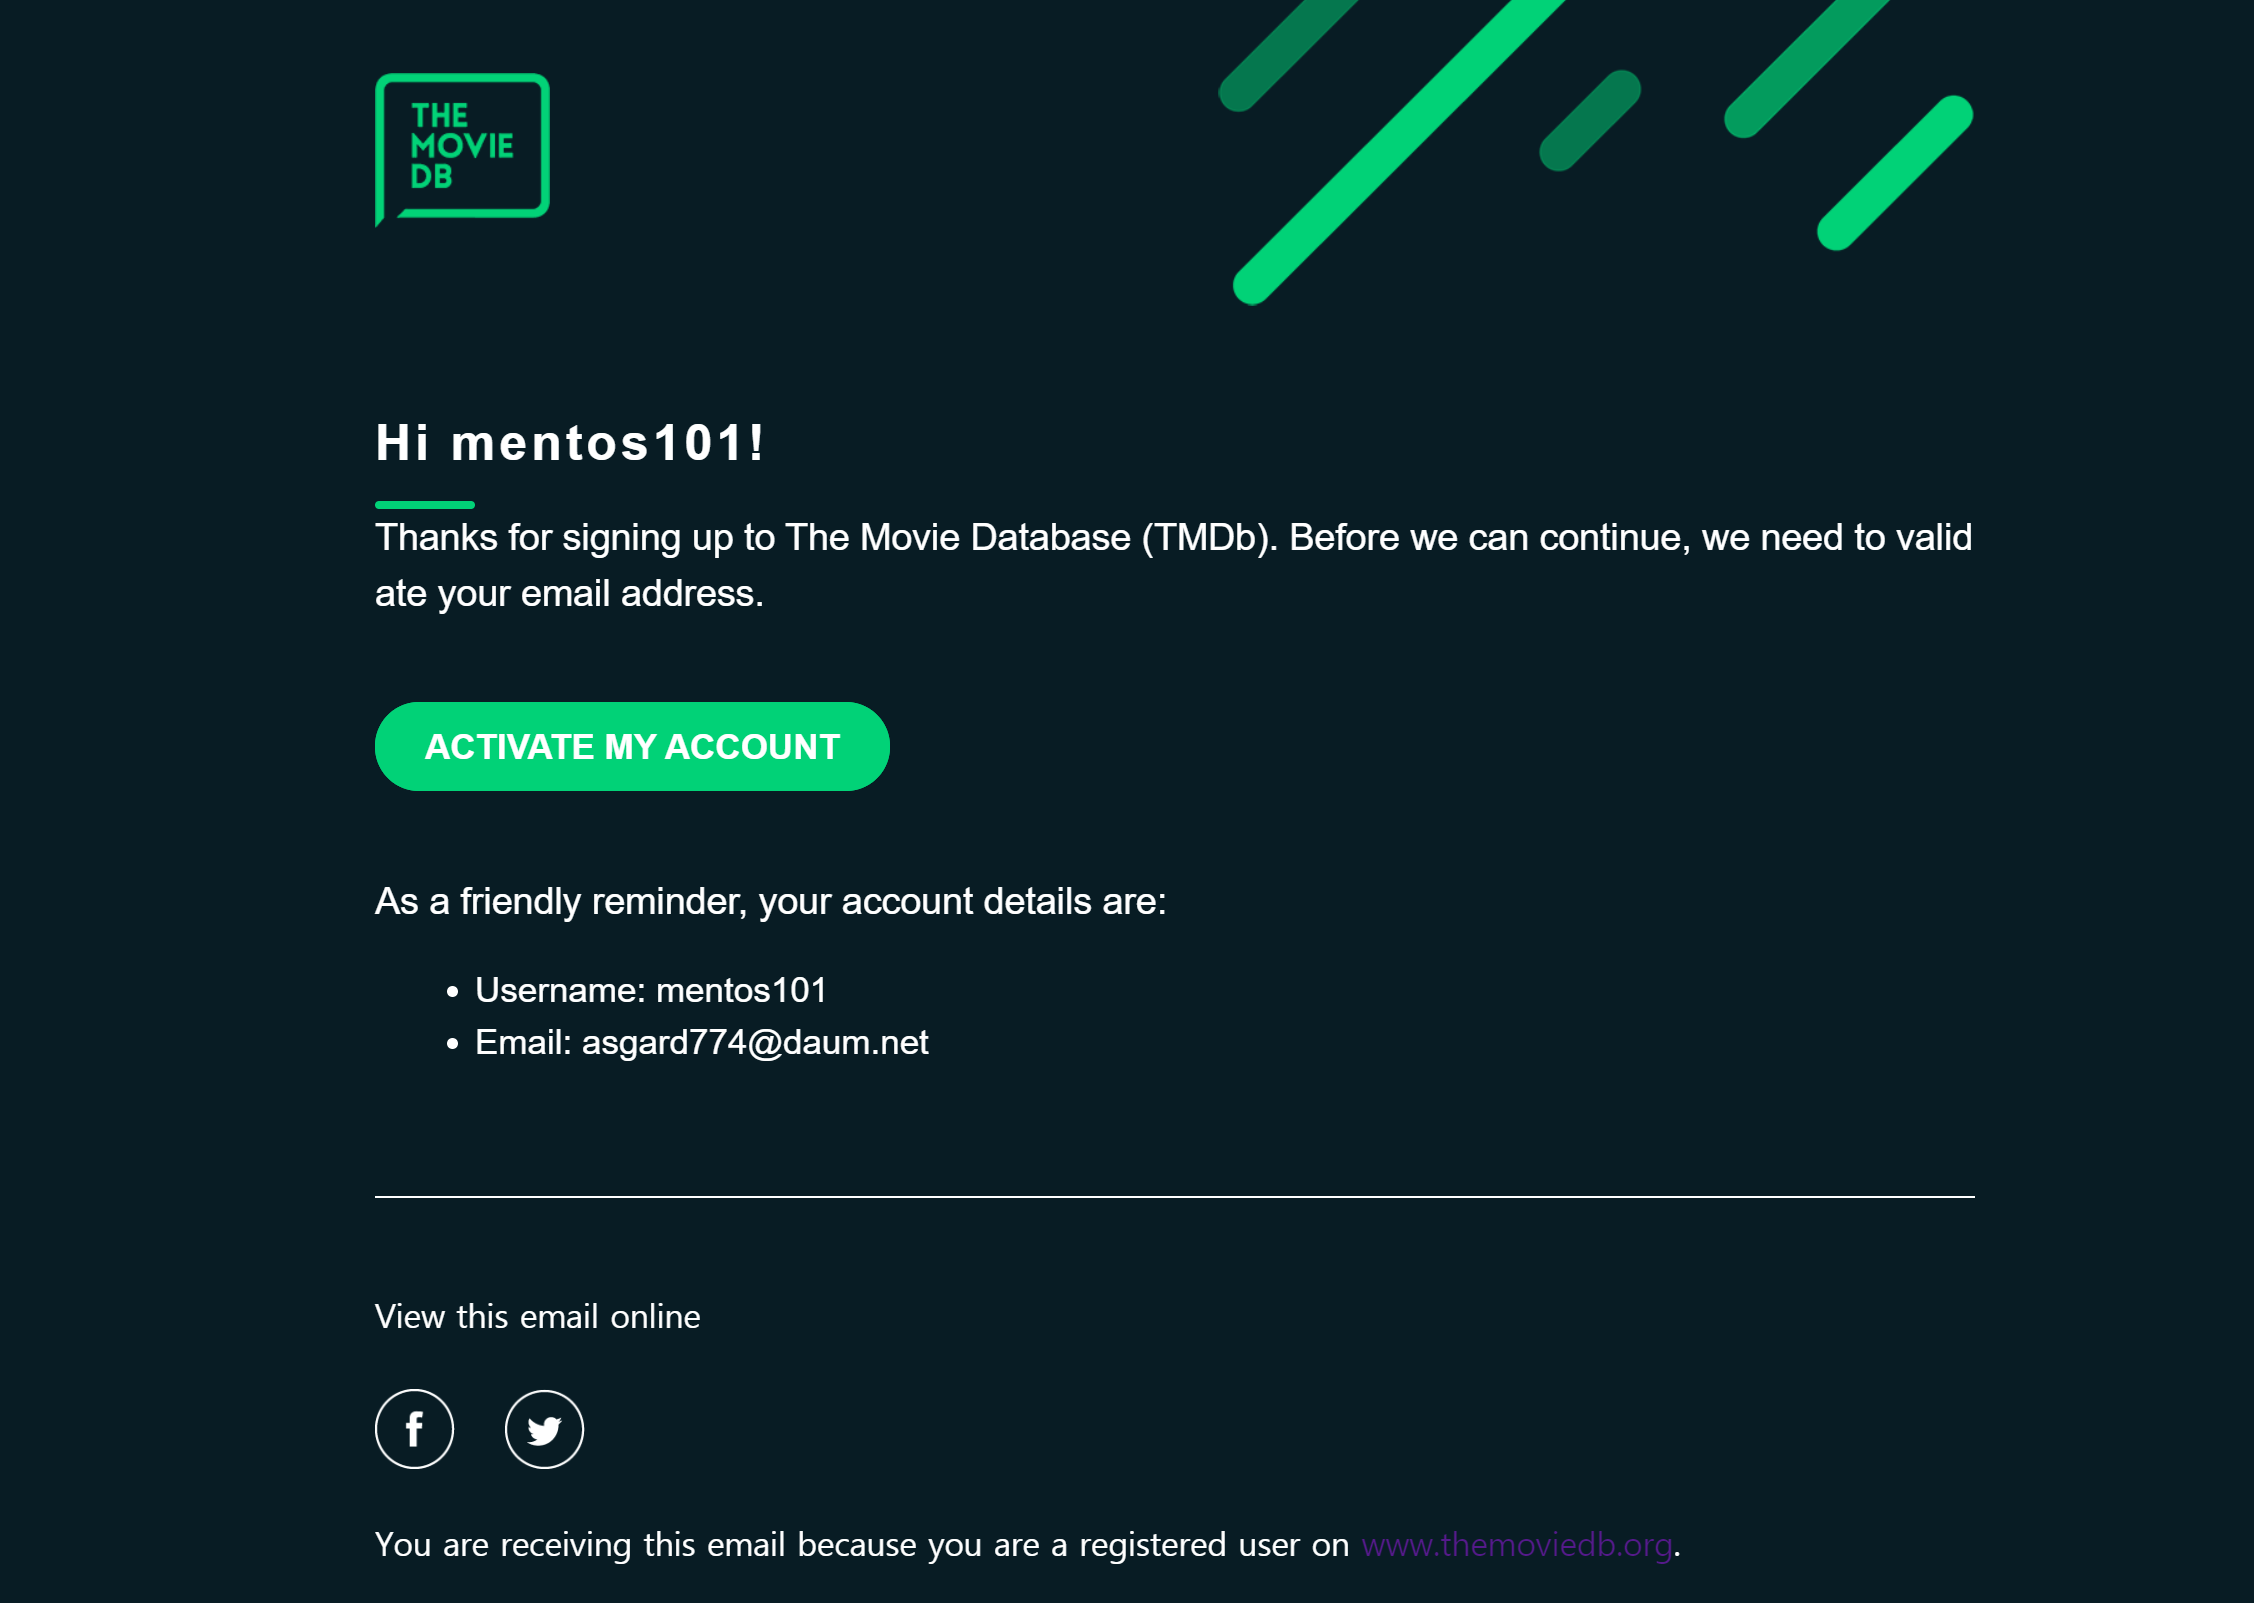 THE
MOVIE
DB
Hi mentos101!
Thanks for signing up to The Movie Database (TMDb). Before we can continue, we need to valid
ate your email address.
ACTIVATE MY ACCOUNT
As a friendly reminder, your account details are:
• Username: mentos101
• Email: asgard774@daum.net
View this email online
You are receiving this email because you are a registered user on www.themoviedb.org.